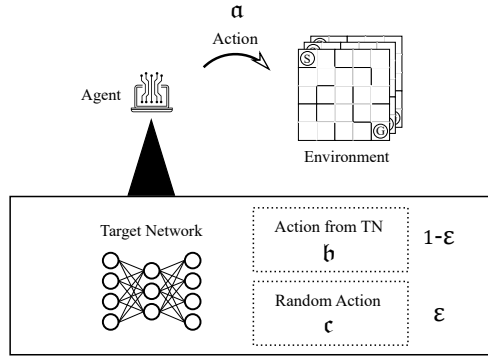 𝔞
Action
Agent
S
G
Environment
Target Network
Action from TN
𝔥
1-ε
Random Action
𝔠
ε